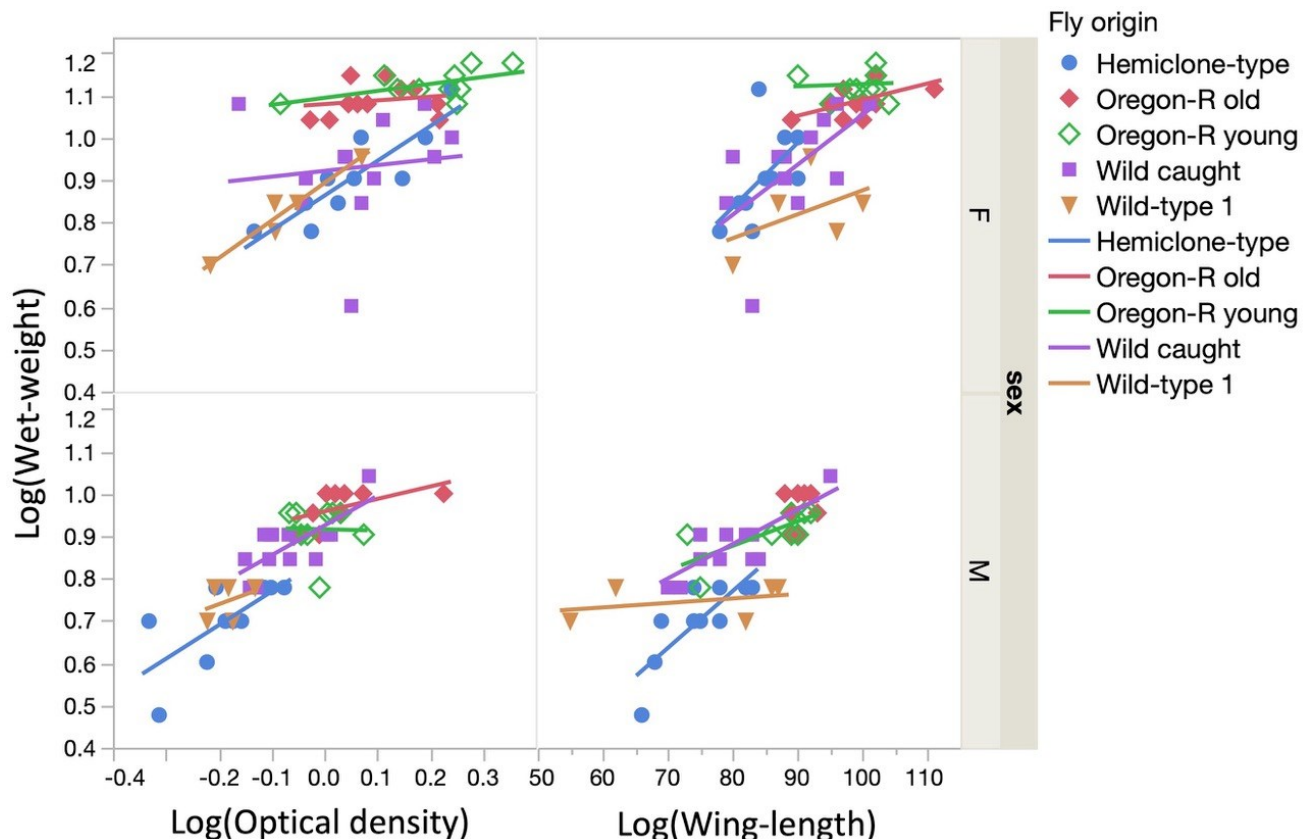 Fly origin
Hemiclone-type
Oregon-R old
Oregon-R young
Wild caught
Wild-type 1
Hemiclone-type
Oregon-R old
Oregon-R young
Wild caught
Wild-type 1
Log(Wet-weight)
1.2
1.1
1.0
0.9
0.8
0.7
0.6
0.5
0.4
1.2
1.1
1.0
0.9
0.8
0.7
0.6
0.5
0.4
F
M
sex
-0.4 -0.2 -0.1 0.0 0.1 0.2 0.3 50 60 70 80 90 100 110
Log(Optical density) Log(Wing-length)